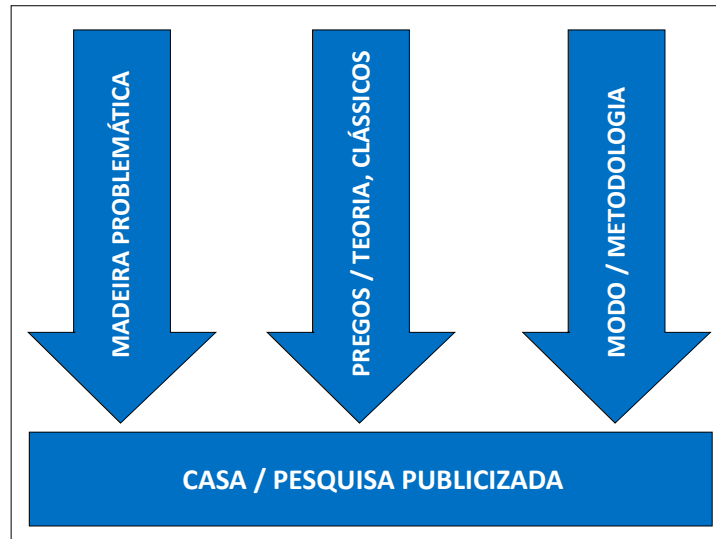 MADEIRA PROBLEMÁTICA
PREGOS / TEORIA, CLÁSSICOS
MODO / METODOLOGIA
CASA / PESQUISA PUBLICIZADA